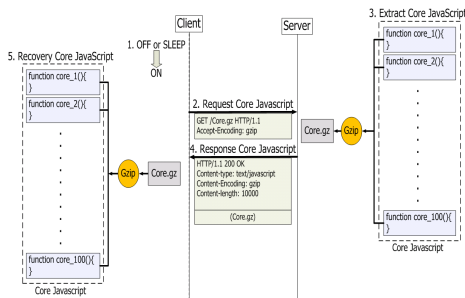 Client
Server
3. Extract Core JavaScript
1. OFF or SLEEP
ON
5. Recovery Core JavaScript
function core_1(){
}
function core_2(){
}
function core_100(){
}
Core Javascript
Gzip
Core.gz
2. Request Core Javascript
GET /Core.gz HTTP/1.1
Accept-Encoding: gzip
4. Response Core Javascript
HTTP/1.1 200 OK
Content-type: text/javascript
Content-Encoding: gzip
Content-length: 10000
(Core.gz)
Core.gz
Gzip
function core_1(){
}
function core_2(){
}
function core_100(){
}
Core Javascript